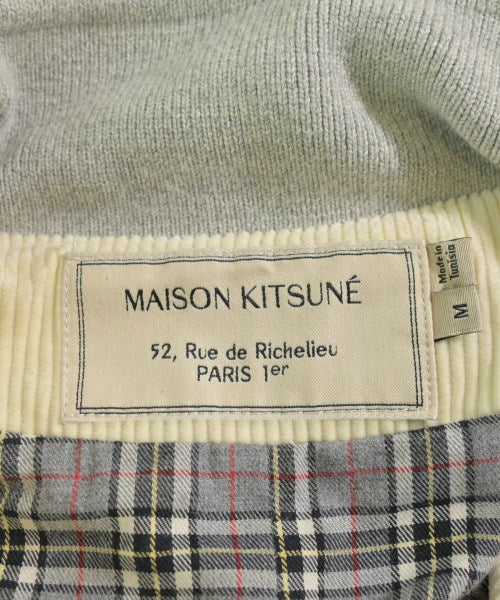 MAISON KITSUNÉ
52, Rue de Richelieu
PARIS 1er
Made in
Tunisia
M